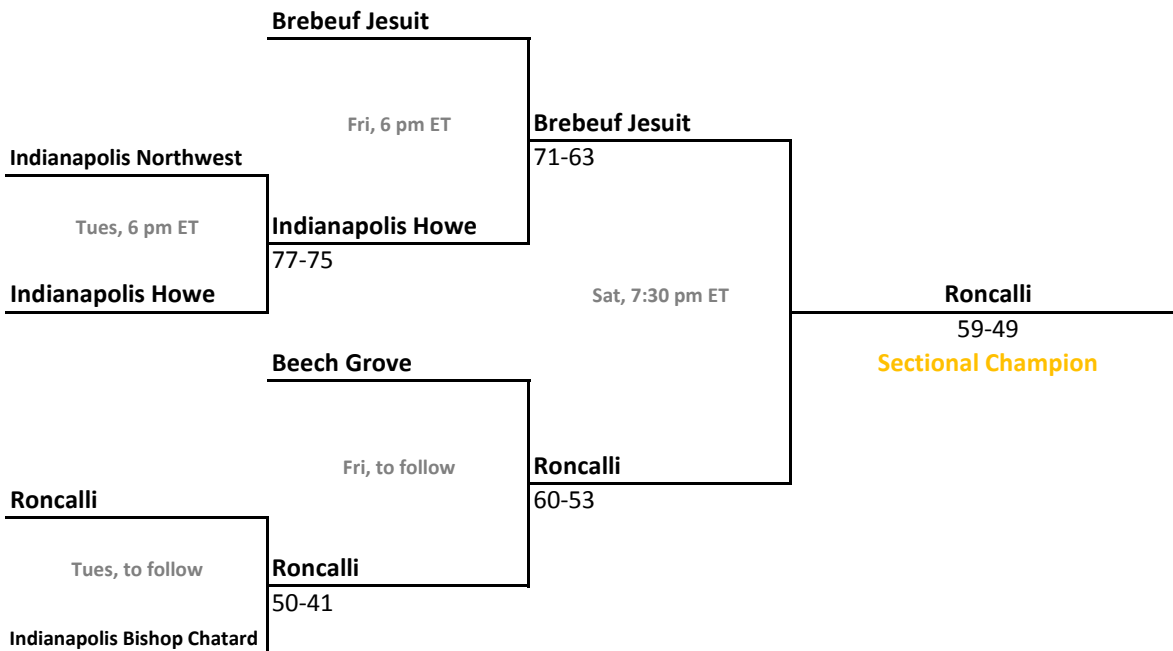 Brebeuf Jesuit
Fri, 6 pm ET
Brebeuf Jesuit
71-63
Indianapolis Northwest
Tues, 6 pm ET
Indianapolis Howe
77-75
Indianapolis Howe
Sat, 7:30 pm ET
Roncalli
59-49
Sectional Champion
Beech Grove
Fri, to follow
Roncalli
60-53
Roncalli
Tues, to follow
Roncalli
50-41
Indianapolis Bishop Chatard